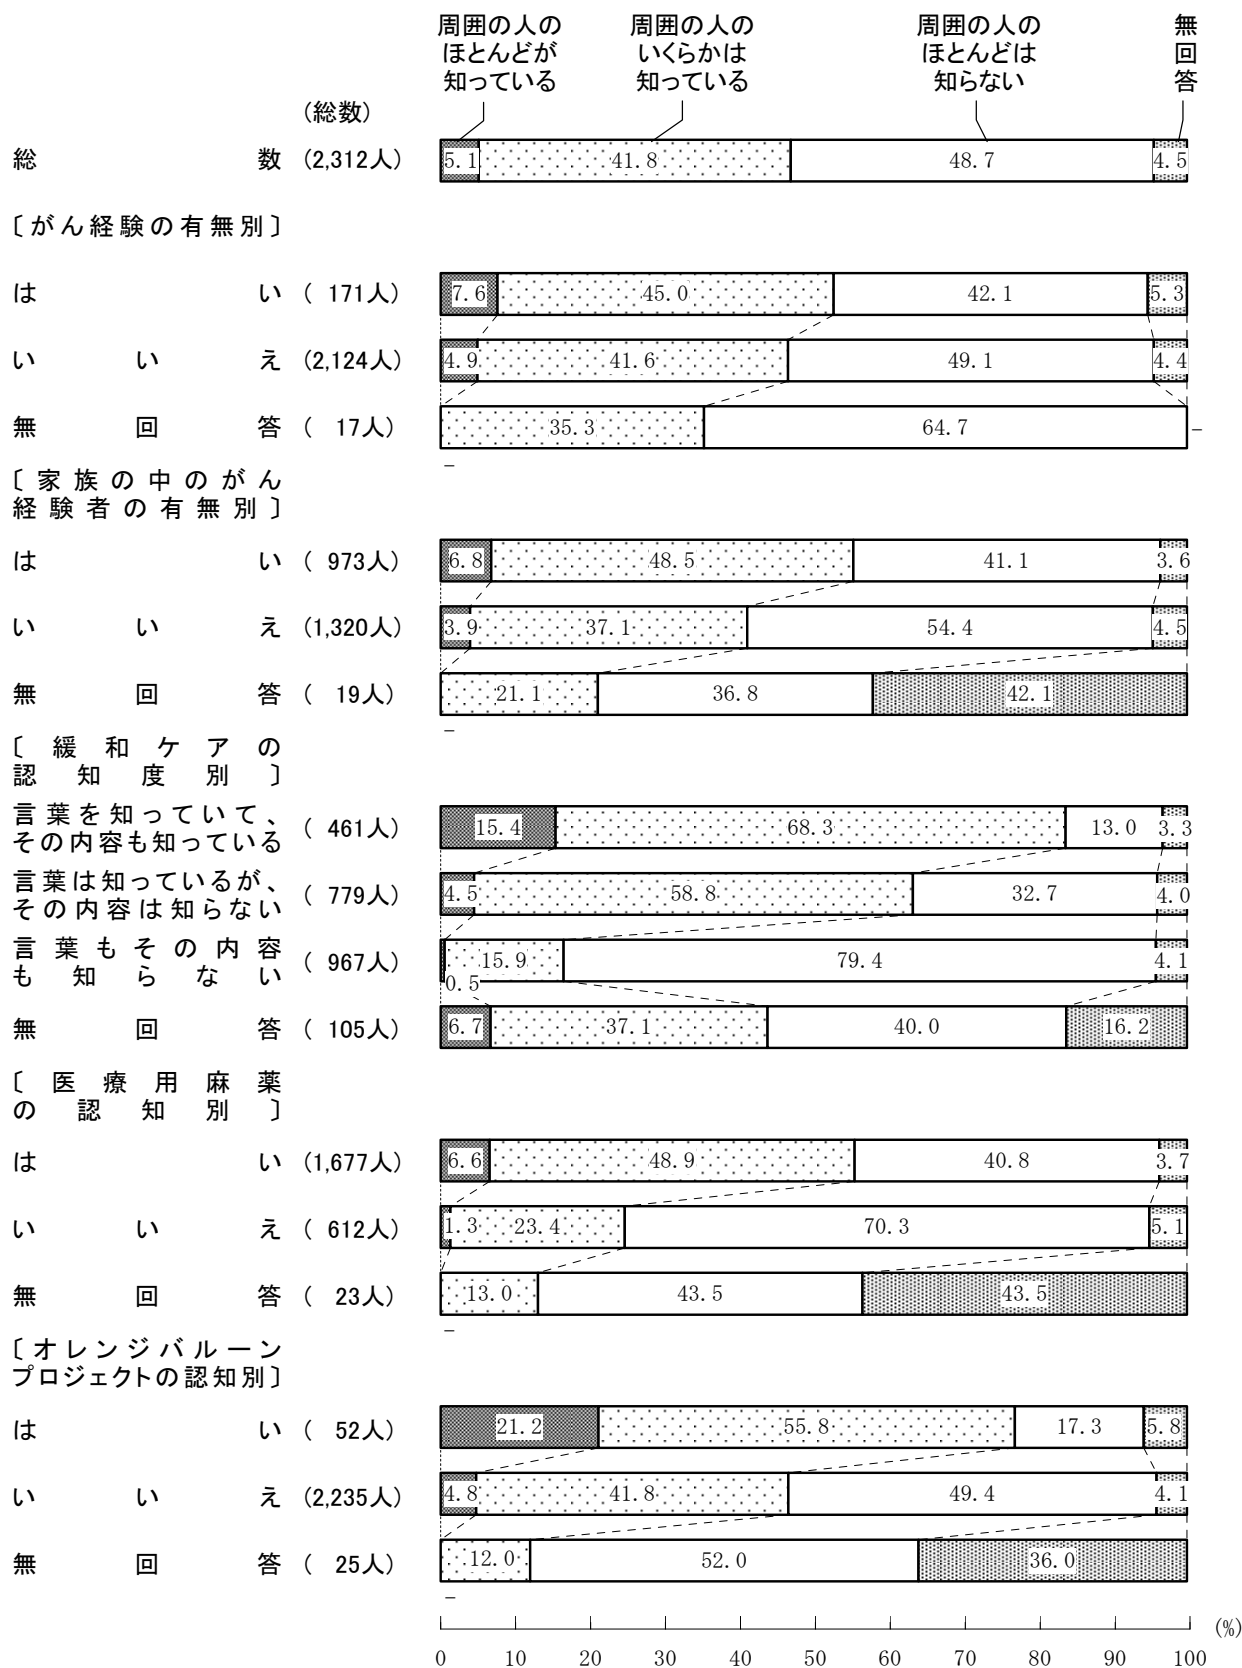 周囲の人の
ほとんどが
知っている
周囲の人の
いくらかは
知っている
周囲の人の
ほとんどは
知らない
無
回
答
(総数)
総数 (2,312人) 5.1 41.8 48.7 4.5
〔がん経験の有無別〕
はい ( 171人) 7.6 45.0 42.1 5.3
いいえ (2,124人) 4.9 41.6 49.1 4.4
無回答 ( 17人) 35.3 64.7 −
−
〔家族の中のがん
経験者の有無別〕
はい ( 973人) 6.8 48.5 41.1 3.6
いいえ (1,320人) 3.9 37.1 54.4 4.5
無回答 ( 19人) 21.1 36.8 42.1
−
〔緩和ケアの
認知度別〕
言葉を知っていて、
その内容も知っている
( 461人) 15.4 68.3 13.0 3.3
言葉は知っているが、
その内容は知らない
( 779人) 4.5 58.8 32.7 4.0
言葉もその内容
も知らない
( 967人) 0.5 15.9 79.4 4.1
無回答 ( 105人) 6.7 37.1 40.0 16.2
〔医療用麻薬
の認知別〕
はい (1,677人) 6.6 48.9 40.8 3.7
いいえ ( 612人) 1.3 23.4 70.3 5.1
無回答 ( 23人) 13.0 43.5 43.5
−
〔オレンジバルーン
プロジェクトの認知別〕
はい ( 52人) 21.2 55.8 17.3 5.8
いいえ (2,235人) 4.8 41.8 49.4 4.1
無回答 ( 25人) 12.0 52.0 36.0
−
(%)
0 10 20 30 40 50 60 70 80 90 100